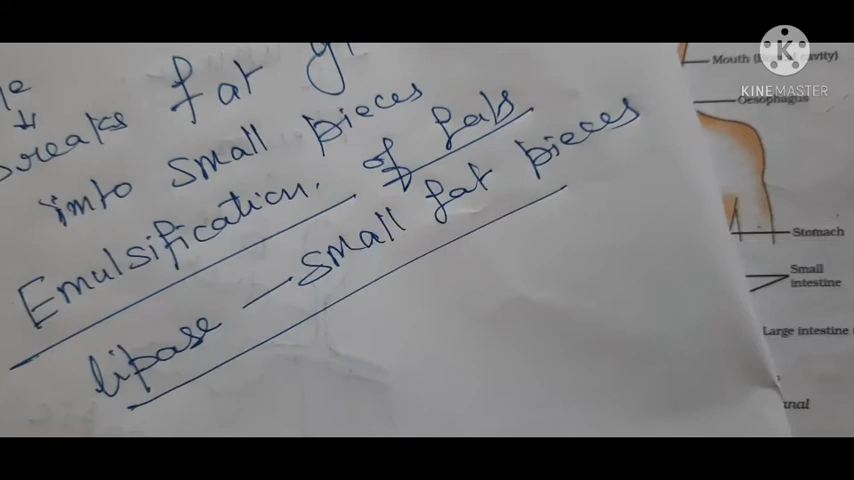 breaks fat
into small pieces
Emulsification of fats
lipase – small fat pieces
KINEMASTER
Mouth
Oesophagus
Stomach
Small
intestine
Large intestine